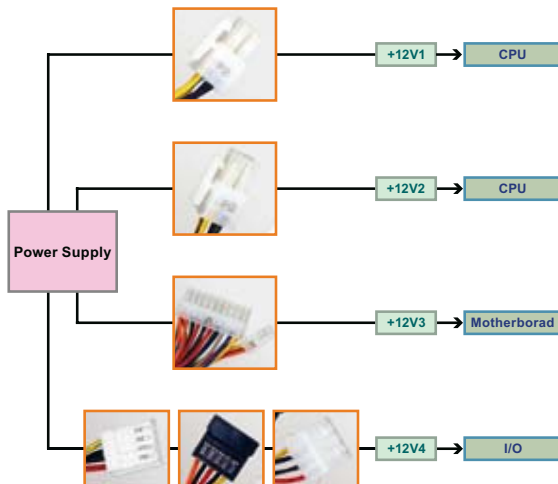 +12V1
CPU
+12V2
CPU
Power Supply
+12V3
Motherborad
+12V4
I/O